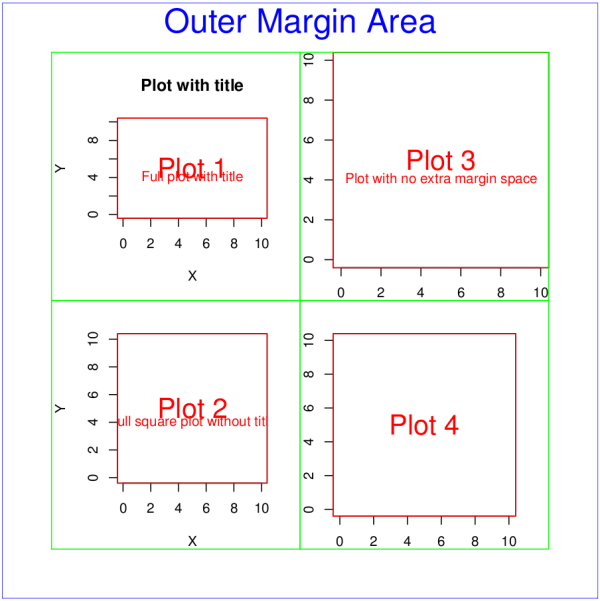 Outer Margin Area
Plot with title
Y
8
4
0
Plot 1
Full plot with title
0 2 4 6 8 10
X
10
8
6
4
2
0
Plot 3
Plot with no extra margin space
0 2 4 6 8 10
Y
10
8
6
4
2
0
Plot 2
ull square plot without titl
0 2 4 6 8 10
X
10
8
6
4
2
0
Plot 4
0 2 4 6 8 10